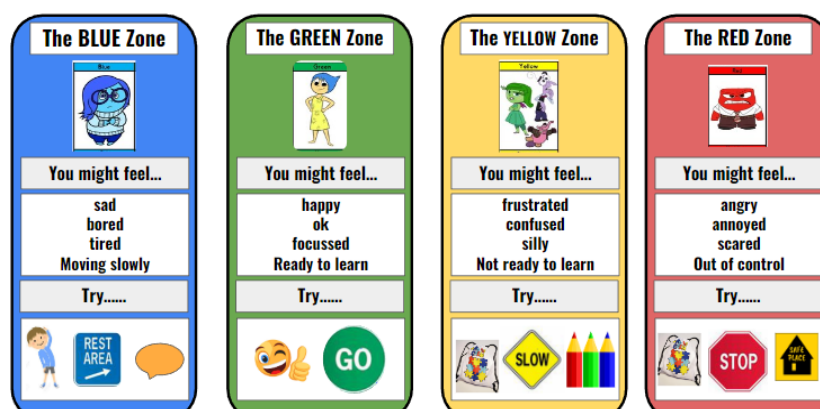 The BLUE Zone
Blue
You might feel...
sad
bored
tired
Moving slowly
Try......
REST
AREA
The GREEN Zone
Green
You might feel...
happy
ok
focussed
Ready to learn
Try......
GO
The YELLOW Zone
Yellow
You might feel...
frustrated
confused
silly
Not ready to learn
Try......
SLOW
The RED Zone
Red
You might feel...
angry
annoyed
scared
Out of control
Try......
STOP
SAFE
PLACE